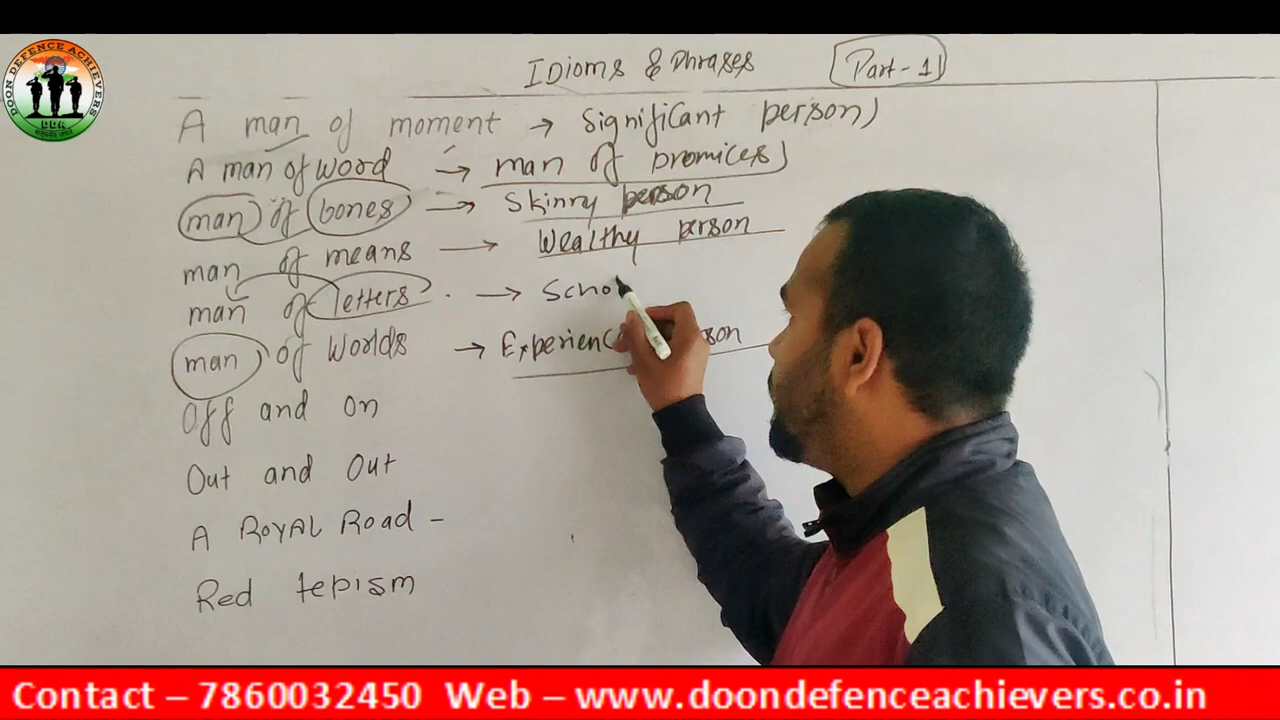 DOON DEFENCE ACHIEVERS
DDA
Idioms & Phrases Part-1
A man of moment → Significant person)
A man of word → man of promices)
man of bones → Skinny person
man of means → Wealthy person
man of letters → Scho
man of Worlds → Experienc son
Off and on
Out and Out
A Royal Road -
Red tepism
Contact – 7860032450 Web – www.doondefenceachievers.co.in